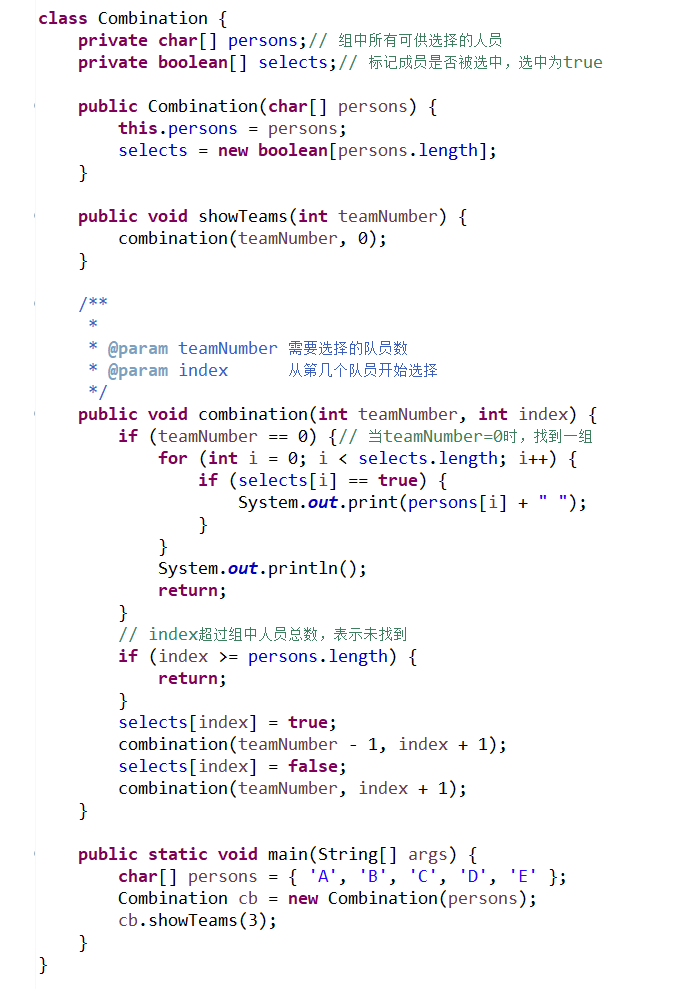 class Combination {
    private char[] persons;// 组中所有可供选择的人员
    private boolean[] selects;// 标记成员是否被选中，选中为true

    public Combination(char[] persons) {
        this.persons = persons;
        selects = new boolean[persons.length];
    }

    public void showTeams(int teamNumber) {
        combination(teamNumber, 0);
    }

    /**
     *
     * @param teamNumber 需要选择的队员数
     * @param index      从第几个队员开始选择
     */
    public void combination(int teamNumber, int index) {
        if (teamNumber == 0) {// 当teamNumber=0时，找到一组
            for (int i = 0; i < selects.length; i++) {
                if (selects[i] == true) {
                    System.out.print(persons[i] + " ");
                }
            }
            System.out.println();
            return;
        }
        // index超过组中人员总数，表示未找到
        if (index >= persons.length) {
            return;
        }
        selects[index] = true;
        combination(teamNumber - 1, index + 1);
        selects[index] = false;
        combination(teamNumber, index + 1);
    }

    public static void main(String[] args) {
        char[] persons = { 'A', 'B', 'C', 'D', 'E' };
        Combination cb = new Combination(persons);
        cb.showTeams(3);
    }
}